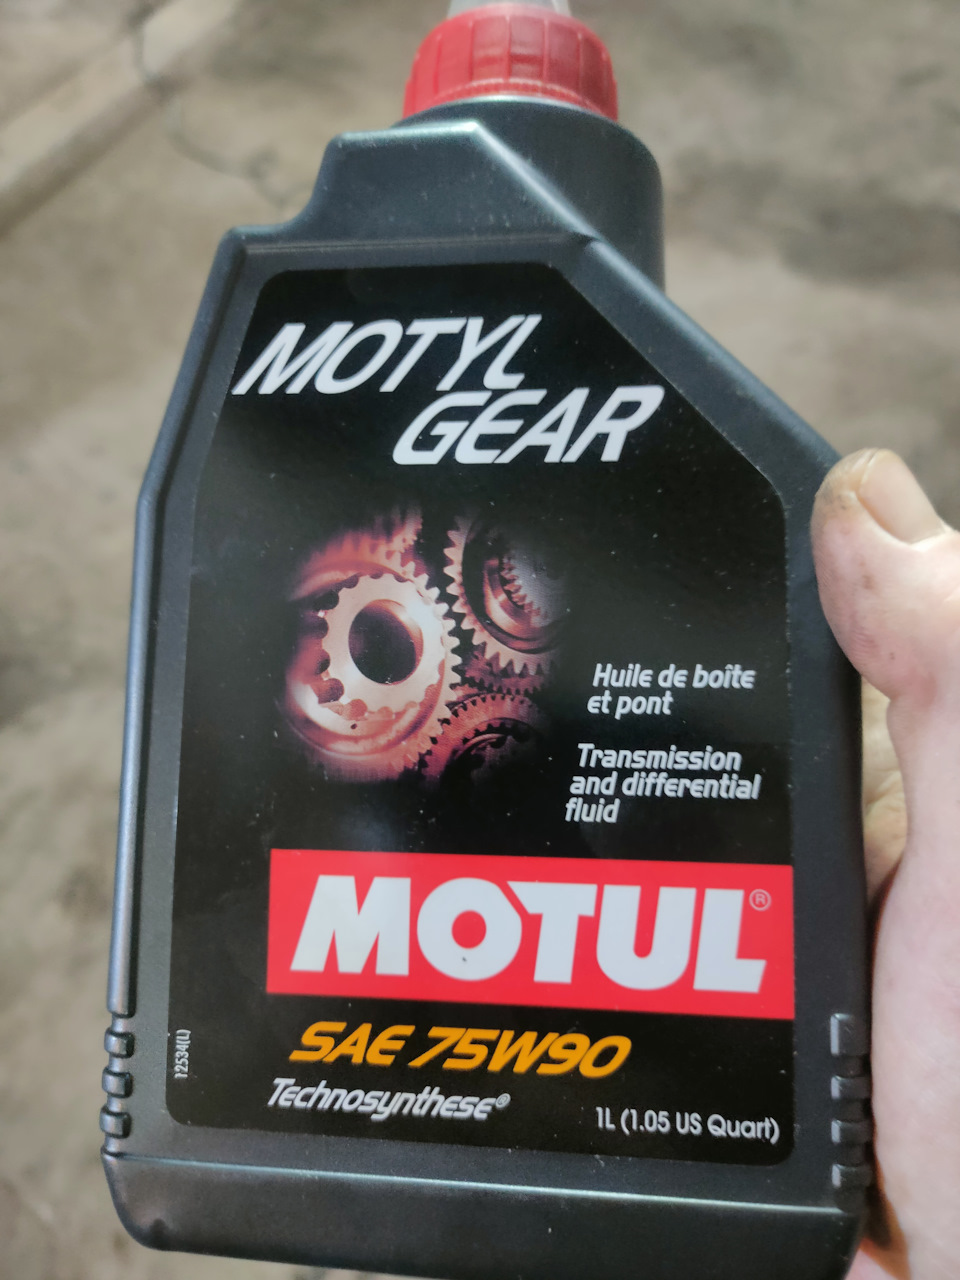 MOTYL
GEAR
Huile de boîte
et pont
Transmission
and differential
fluid
MOTUL®
SAE 75W90
Technosynthese®
12534(L)
1L (1.05 US Quart)